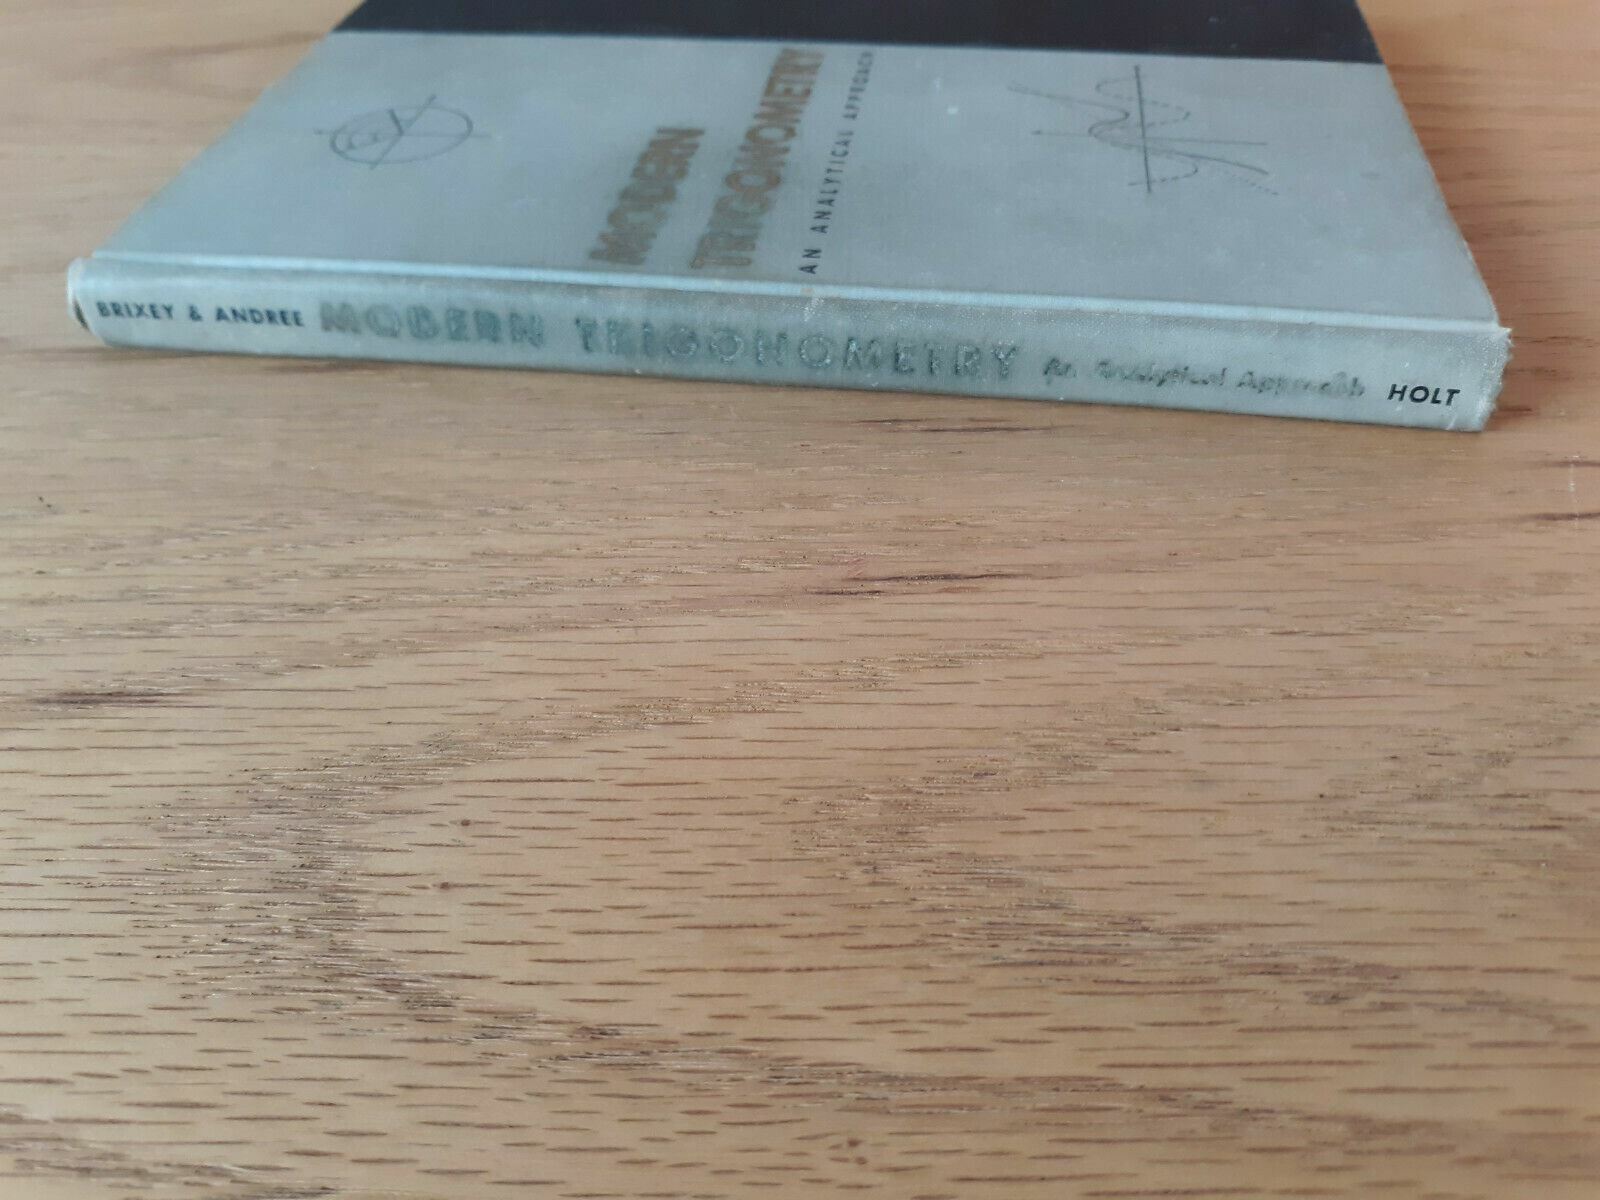 MODERN
TRIGONOMETRY
AN ANALYTICAL APPROACH
BRIXEY & ANDREE MODERN TRIGONOMETRY An Analytical Approach HOLT